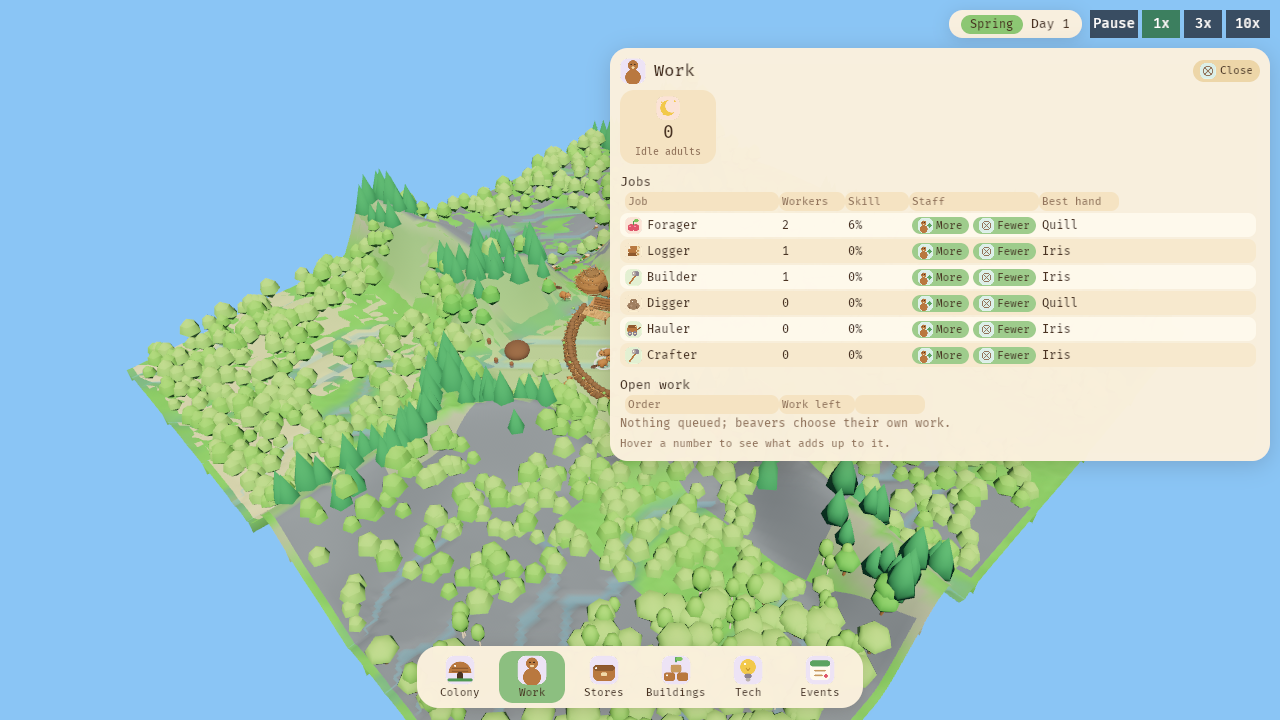 Spring Day 1 Pause 1x 3x 10x
Work Close
0
Idle adults
Jobs
Job Workers Skill Staff Best hand
Forager 2 6% More Fewer Quill
Logger 1 0% More Fewer Iris
Builder 1 0% More Fewer Iris
Digger 0 0% More Fewer Quill
Hauler 0 0% More Fewer Iris
Crafter 0 0% More Fewer Iris
Open work
Order Work left
Nothing queued; beavers choose their own work.
Hover a number to see what adds up to it.
Colony Work Stores Buildings Tech Events